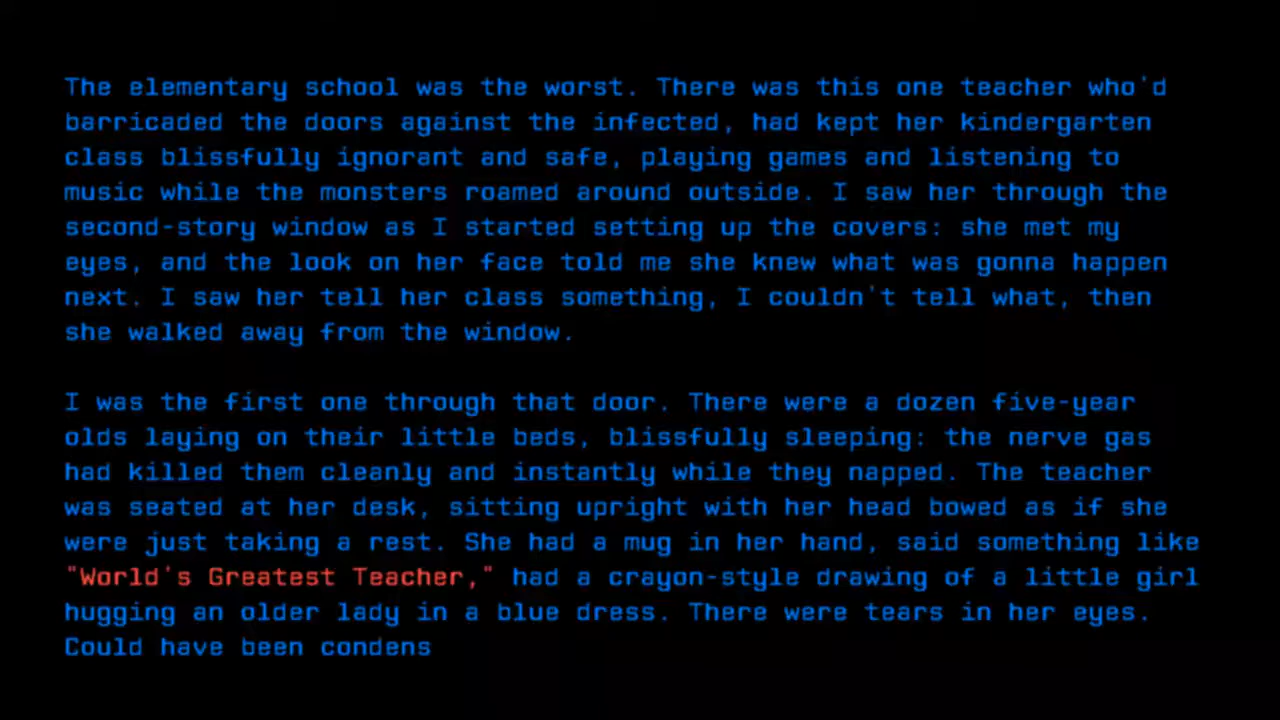 The elementary school was the worst. There was this one teacher who'd
barricaded the doors against the infected, had kept her kindergarten
class blissfully ignorant and safe, playing games and listening to
music while the monsters roamed around outside. I saw her through the
second-story window as I started setting up the covers: she met my
eyes, and the look on her face told me she knew what was gonna happen
next. I saw her tell her class something, I couldn't tell what, then
she walked away from the window.
I was the first one through that door. There were a dozen five-year
olds laying on their little beds, blissfully sleeping: the nerve gas
had killed them cleanly and instantly while they napped. The teacher
was seated at her desk, sitting upright with her head bowed as if she
were just taking a rest. She had a mug in her hand, said something like
"World's Greatest Teacher," had a crayon-style drawing of a little girl
hugging an older lady in a blue dress. There were tears in her eyes.
Could have been condens